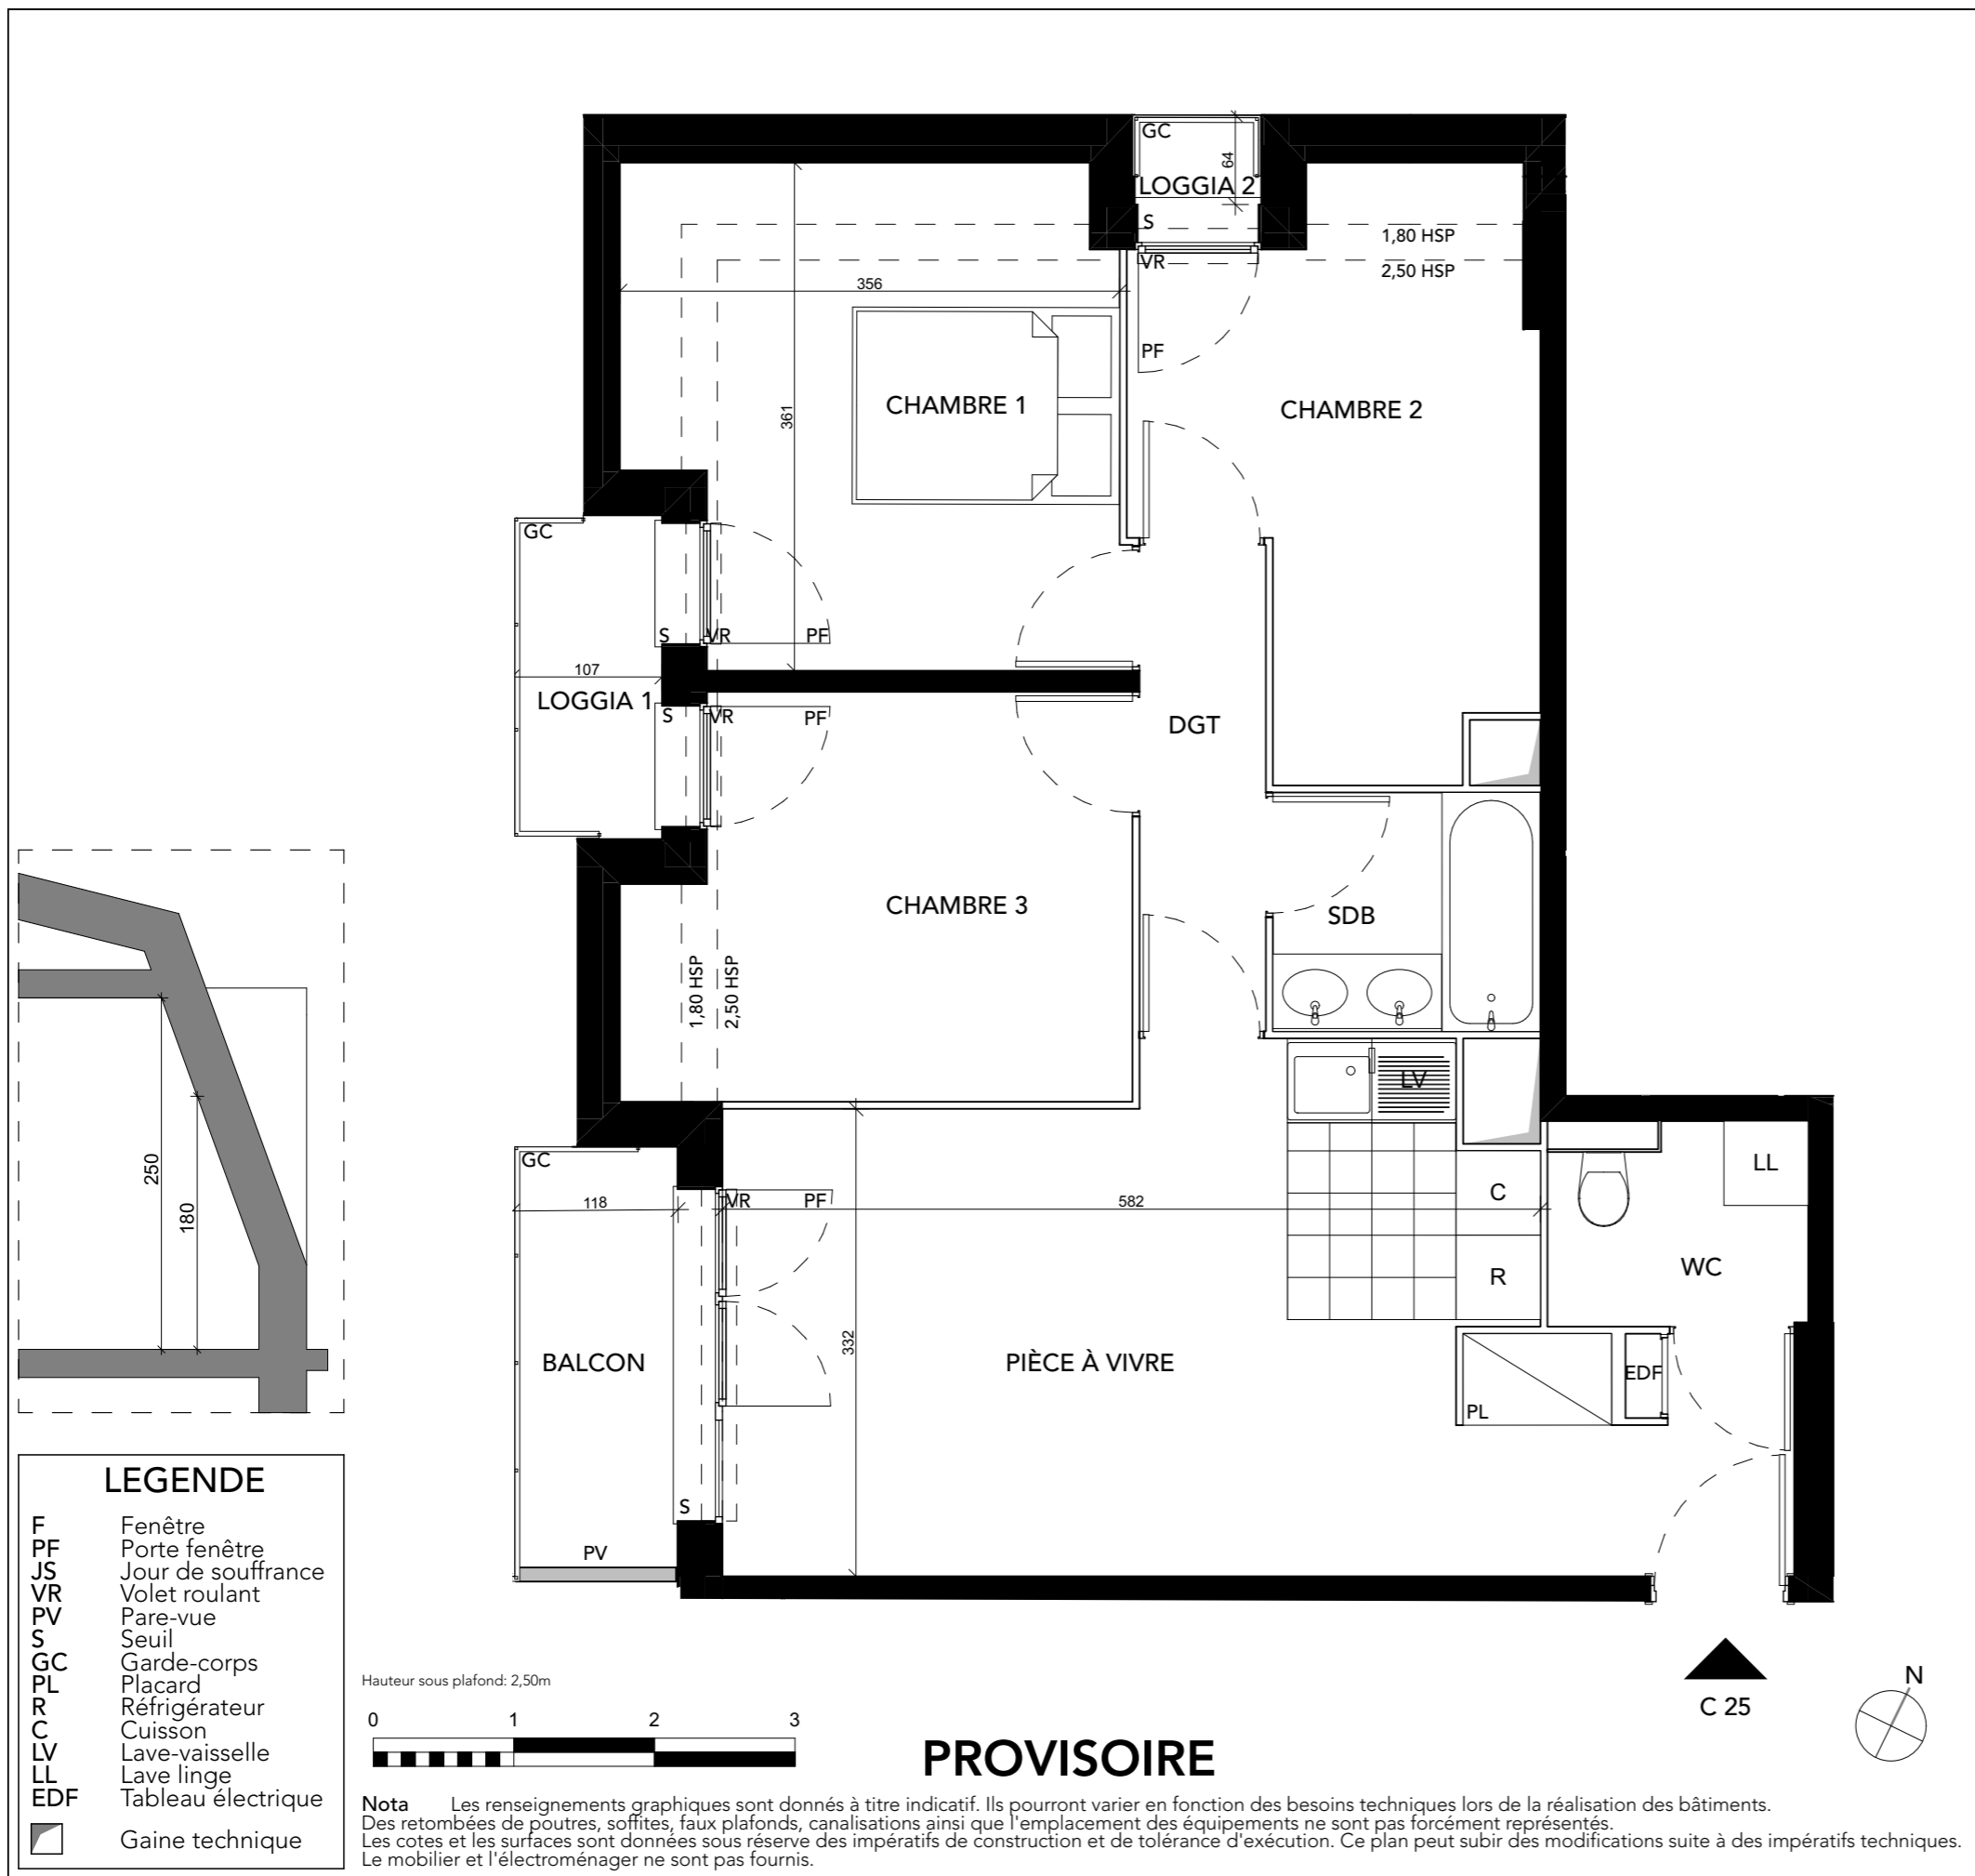 GC
64
LOGGIA 2
S
1,80 HSP
2,50 HSP
VR
356
PF
CHAMBRE 1
CHAMBRE 2
361
GC
S
VR
PF
107
LOGGIA 1
S
VR
PF
DGT
CHAMBRE 3
SDB
1,80 HSP
2,50 HSP
LV
250
180
GC
LL
118
VR
PF
582
C
WC
R
332
BALCON
PIÈCE À VIVRE
EDF
PL
S
PV
LEGENDE
F Fenêtre
PF Porte fenêtre
JS Jour de souffrance
VR Volet roulant
PV Pare-vue
S Seuil
GC Garde-corps
PL Placard
R Réfrigérateur
C Cuisson
LV Lave-vaisselle
LL Lave linge
EDF Tableau électrique
Gaine technique
Hauteur sous plafond: 2,50m
0 1 2 3
C 25
N
PROVISOIRE
Nota Les renseignements graphiques sont donnés à titre indicatif. Ils pourront varier en fonction des besoins techniques lors de la réalisation des bâtiments.
Des retombées de poutres, soffites, faux plafonds, canalisations ainsi que l'emplacement des équipements ne sont pas forcément représentés.
Les cotes et les surfaces sont données sous réserve des impératifs de construction et de tolérance d'exécution. Ce plan peut subir des modifications suite à des impératifs techniques.
Le mobilier et l'électroménager ne sont pas fournis.